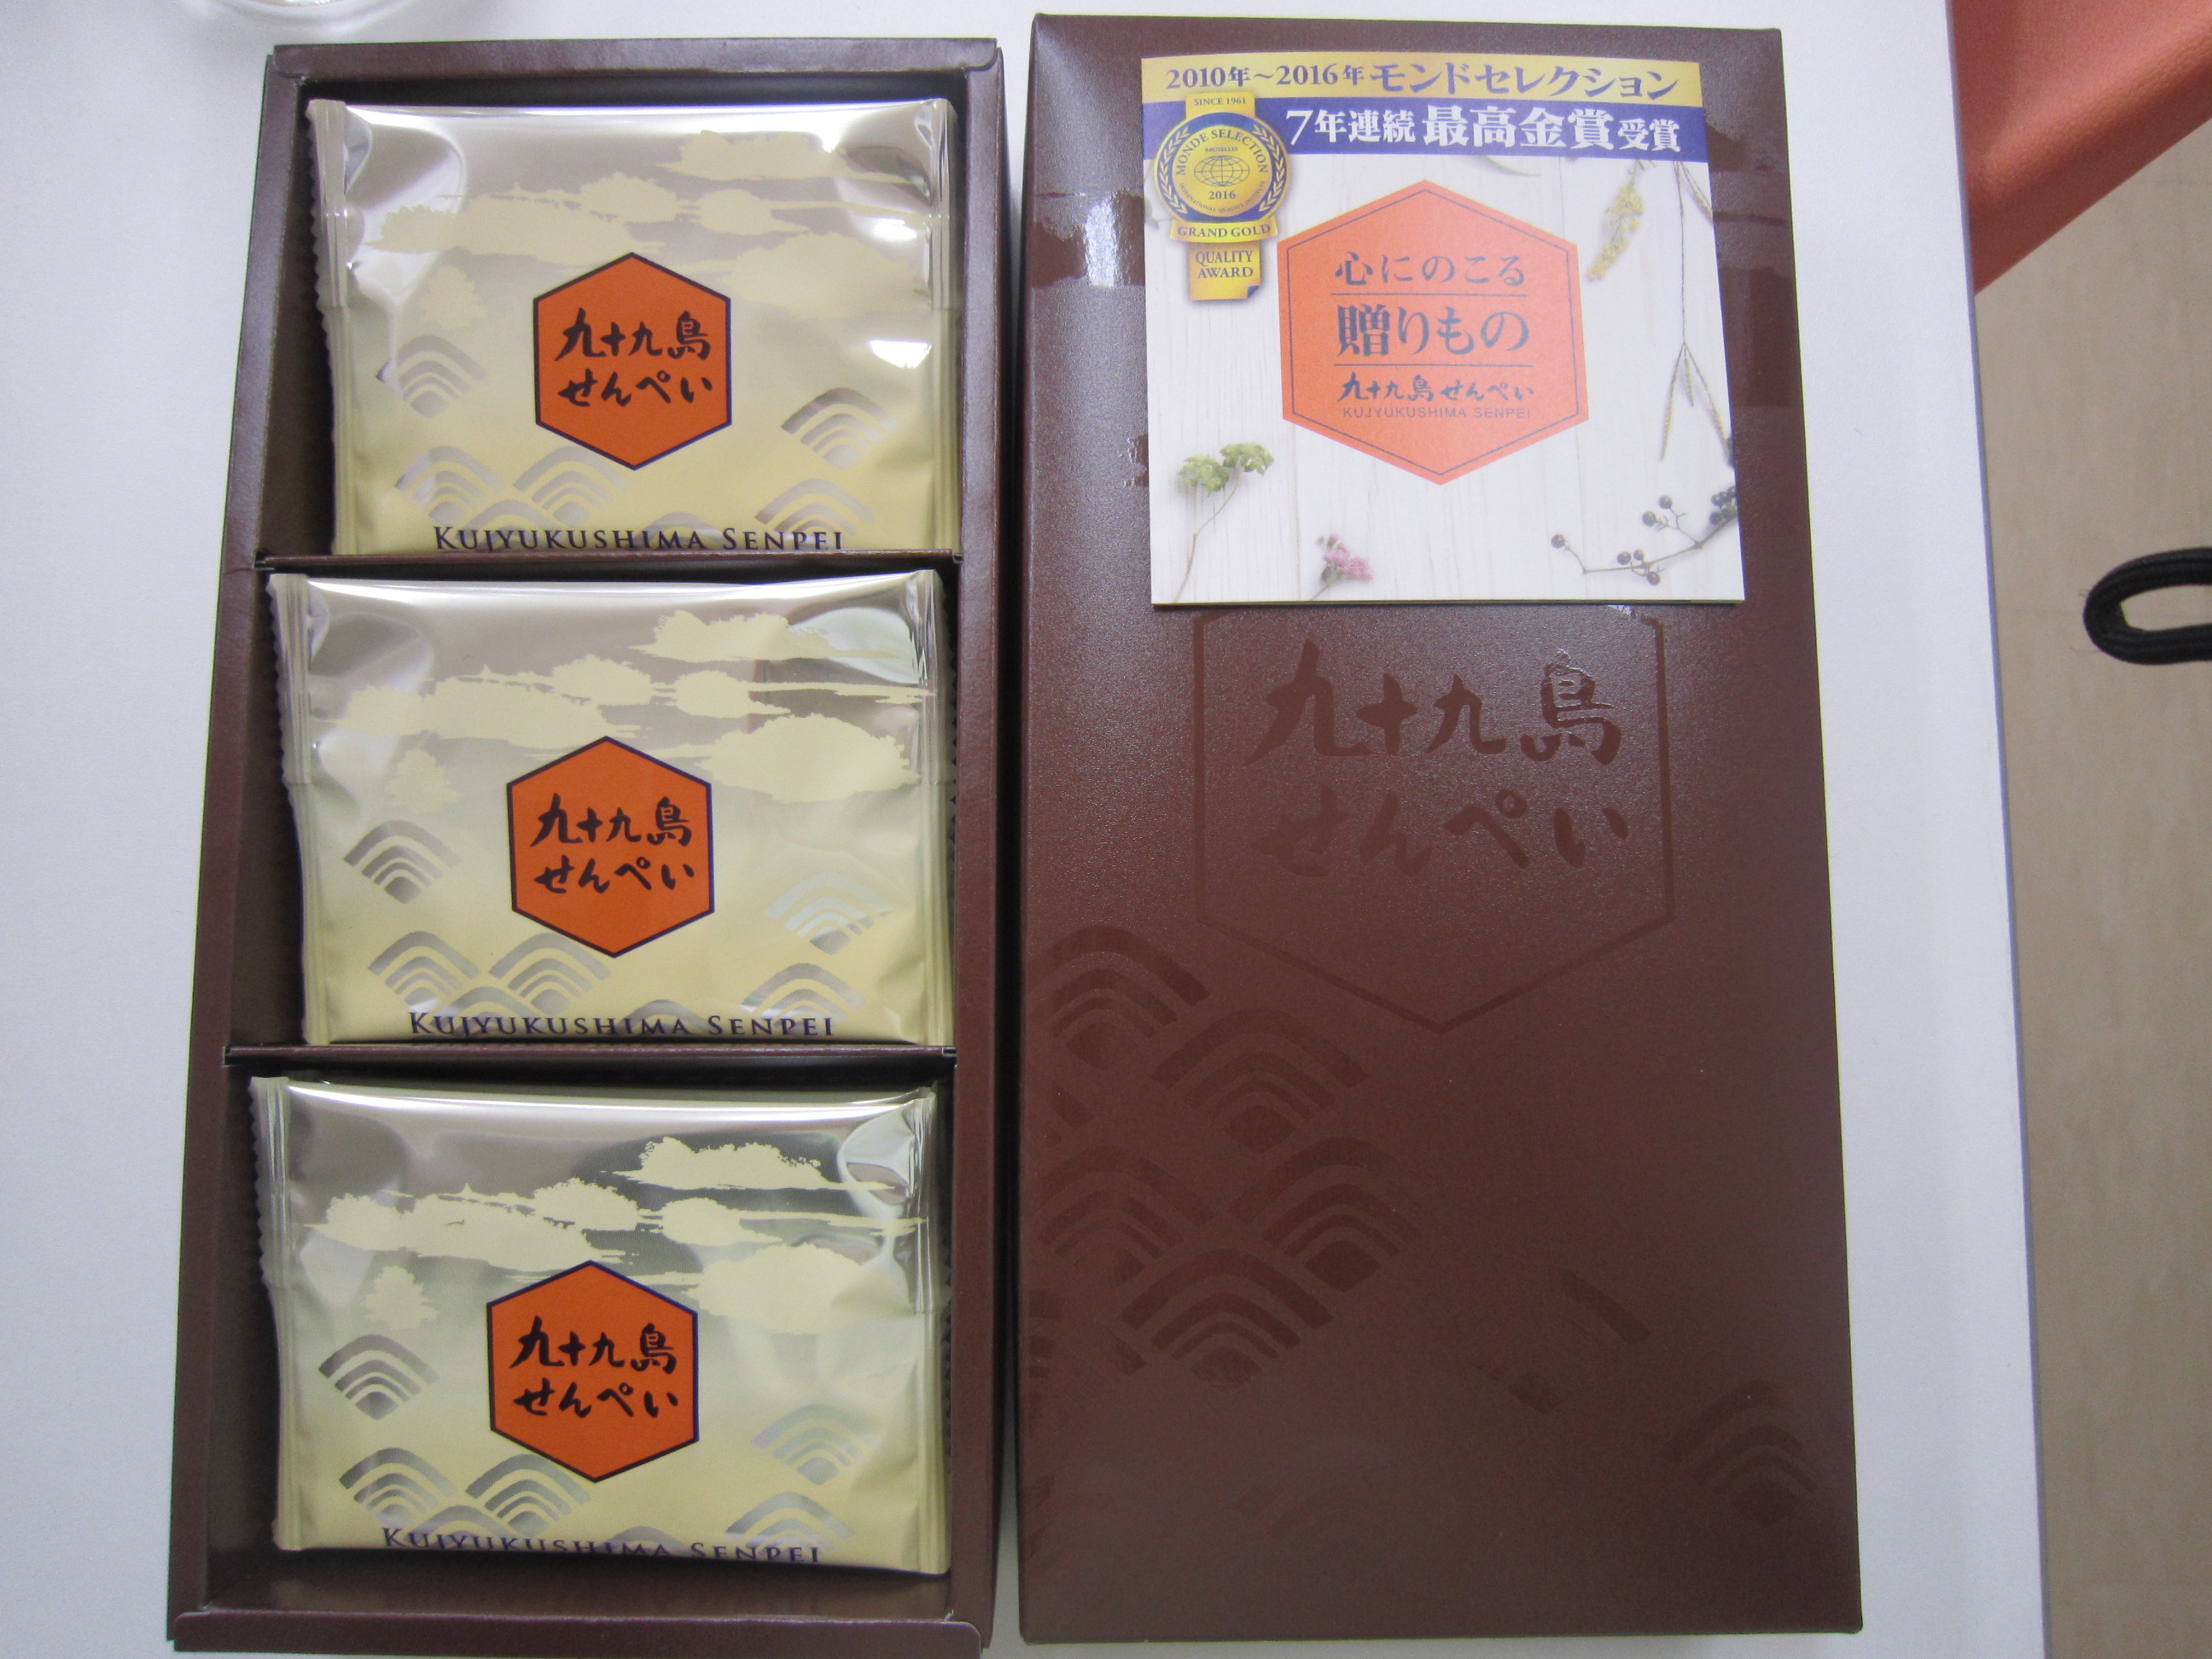 九十九島
せんぺい
KUJYUKUSHIMA SENPEI
九十九島
せんぺい
KUJYUKUSHIMA SENPEI
九十九島
せんぺい
KUJYUKUSHIMA SENPEI
2010年~2016年モンドセレクション
7年連続 最高金賞受賞
SINCE 1961
MONDE SELECTION
BRUXELLES
2016
GRAND GOLD
QUALITY
AWARD
心にのこる
贈りもの
九十九島せんぺい
KUJYUKUSHIMA SENPEI
九十九島
せんぺい